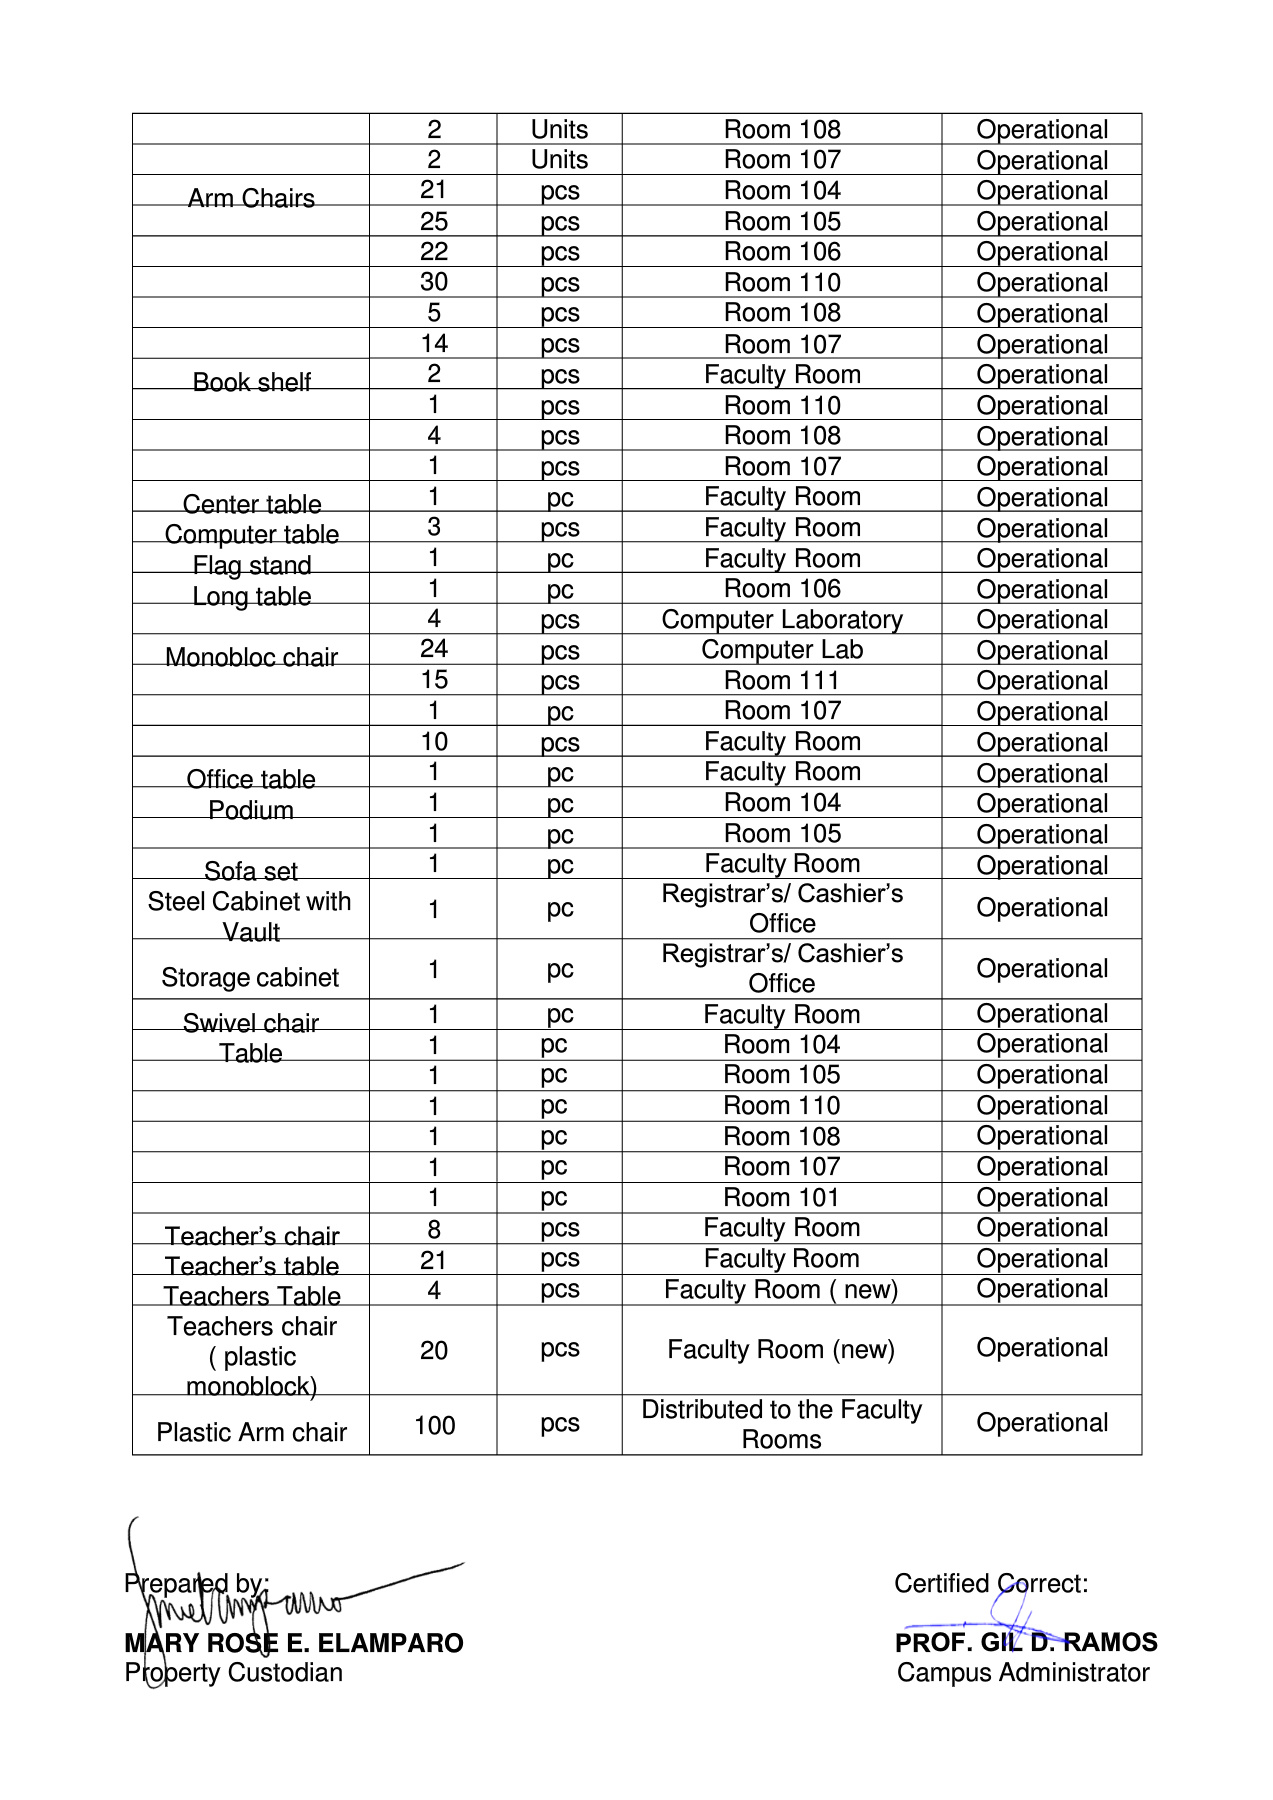 2 Units Room 108 Operational
2 Units Room 107 Operational
Arm Chairs 21 pcs Room 104 Operational
25 pcs Room 105 Operational
22 pcs Room 106 Operational
30 pcs Room 110 Operational
5 pcs Room 108 Operational
14 pcs Room 107 Operational
Book shelf 2 pcs Faculty Room Operational
1 pcs Room 110 Operational
4 pcs Room 108 Operational
1 pcs Room 107 Operational
Center table 1 pc Faculty Room Operational
Computer table 3 pcs Faculty Room Operational
Flag stand 1 pc Faculty Room Operational
Long table 1 pc Room 106 Operational
4 pcs Computer Laboratory Operational
Monobloc chair 24 pcs Computer Lab Operational
15 pcs Room 111 Operational
1 pc Room 107 Operational
10 pcs Faculty Room Operational
Office table 1 pc Faculty Room Operational
Podium 1 pc Room 104 Operational
1 pc Room 105 Operational
Sofa set 1 pc Faculty Room Operational
Steel Cabinet with
Vault
1 pc
Registrar’s/ Cashier’s
Office
Operational
Storage cabinet 1 pc
Registrar’s/ Cashier’s
Office
Operational
Swivel chair 1 pc Faculty Room Operational
Table 1 pc Room 104 Operational
1 pc Room 105 Operational
1 pc Room 110 Operational
1 pc Room 108 Operational
1 pc Room 107 Operational
1 pc Room 101 Operational
Teacher’s chair 8 pcs Faculty Room Operational
Teacher’s table 21 pcs Faculty Room Operational
Teachers Table 4 pcs Faculty Room ( new) Operational
Teachers chair
( plastic
monoblock)
20 pcs Faculty Room (new) Operational
Plastic Arm chair 100 pcs
Distributed to the Faculty
Rooms
Operational
Prepared by: Certified Correct:
MARY ROSE E. ELAMPARO PROF. GIL D. RAMOS
Property Custodian Campus Administrator